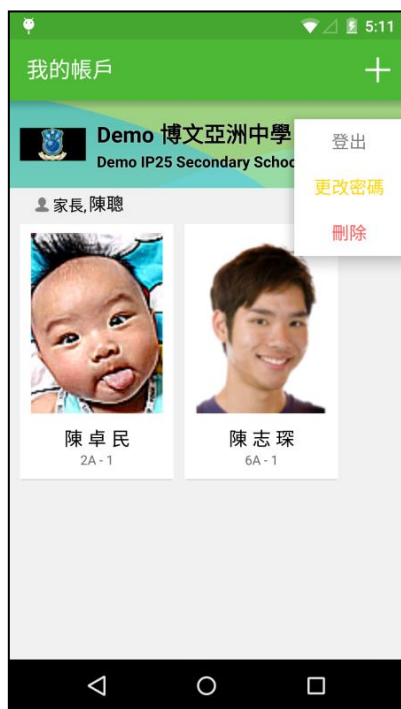 5:11
我的帳戶
Demo 博文亞洲中學
Demo IP25 Secondary Schoo
登出
更改密碼
刪除
家長,陳聰
陳卓民
2A - 1
陳志琛
6A - 1